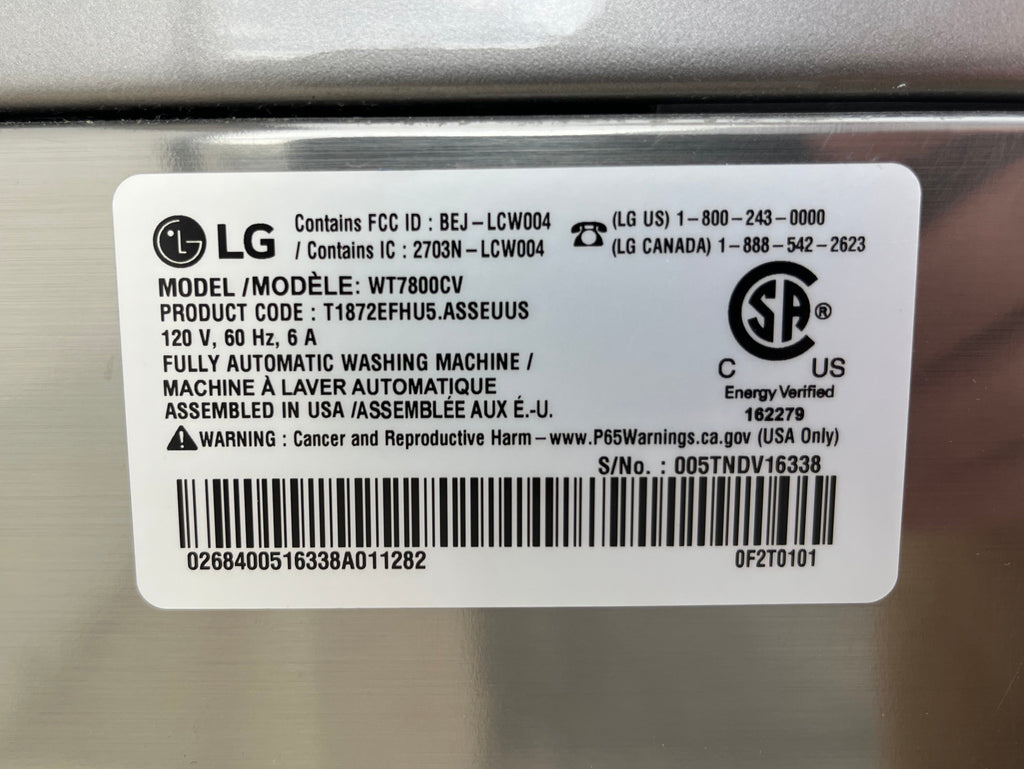 LG
Contains FCC ID : BEJ-LCW004
/ Contains IC : 2703N-LCW004
(LG US) 1-800-243-0000
(LG CANADA) 1-888-542-2623
MODEL /MODÈLE: WT7800CV
PRODUCT CODE : T1872EFHU5.ASSEUUS
120 V, 60 Hz, 6 A
FULLY AUTOMATIC WASHING MACHINE /
MACHINE À LAVER AUTOMATIQUE
ASSEMBLED IN USA /ASSEMBLÉE AUX É.-U.
SA®
C US
Energy Verified
162279
WARNING : Cancer and Reproductive Harm-www.P65Warnings.ca.gov (USA Only)
S/No. : 005TNDV16338
0268400516338A011282
0F2T0101